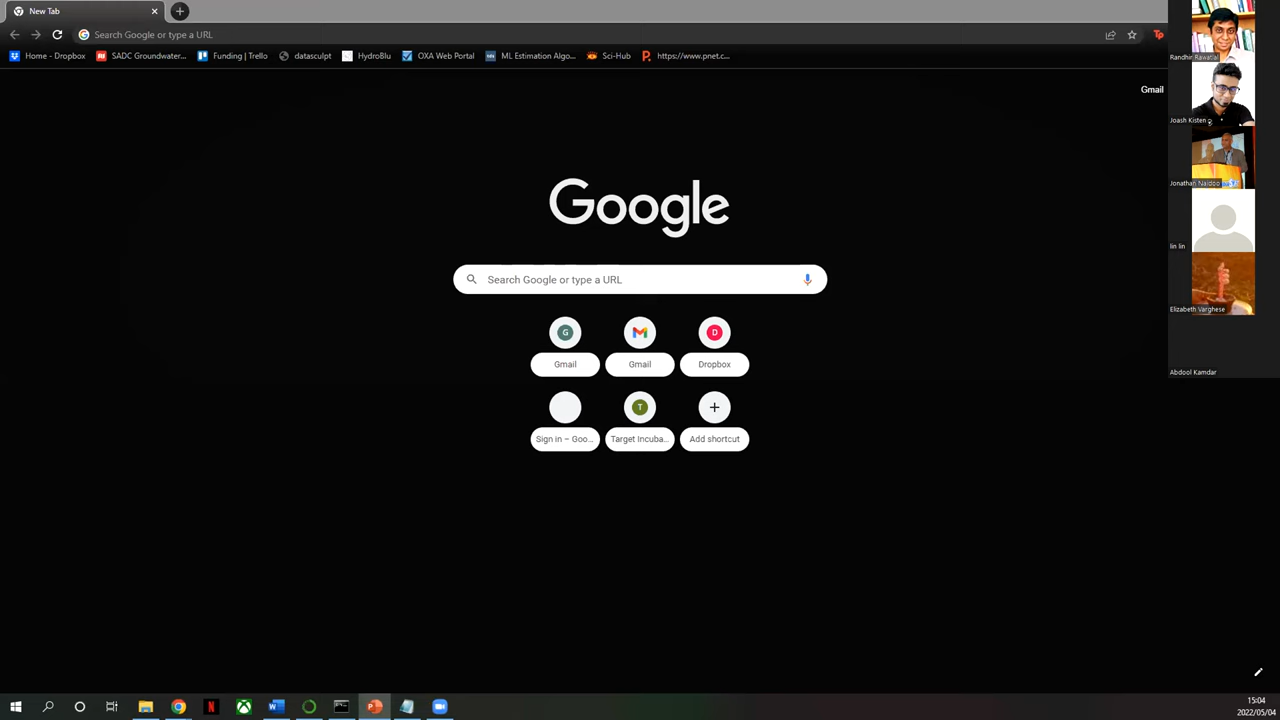 New Tab
Search Google or type a URL
Home - Dropbox
SADC Groundwater...
Funding | Trello
datasculpt
HydroBlu
OXA Web Portal
ML Estimation Algo...
Sci-Hub
https://www.pnet.c...
Gmail
Google
Search Google or type a URL
G
Gmail
Gmail
D
Dropbox
Sign in – Goo...
T
Target Incuba...
Add shortcut
Randhir Rawatlal
Joash Kisten
Jonathan Naidoo
lin lin
Elizabeth Varghese
Abdool Kamdar
15:04
2022/05/04